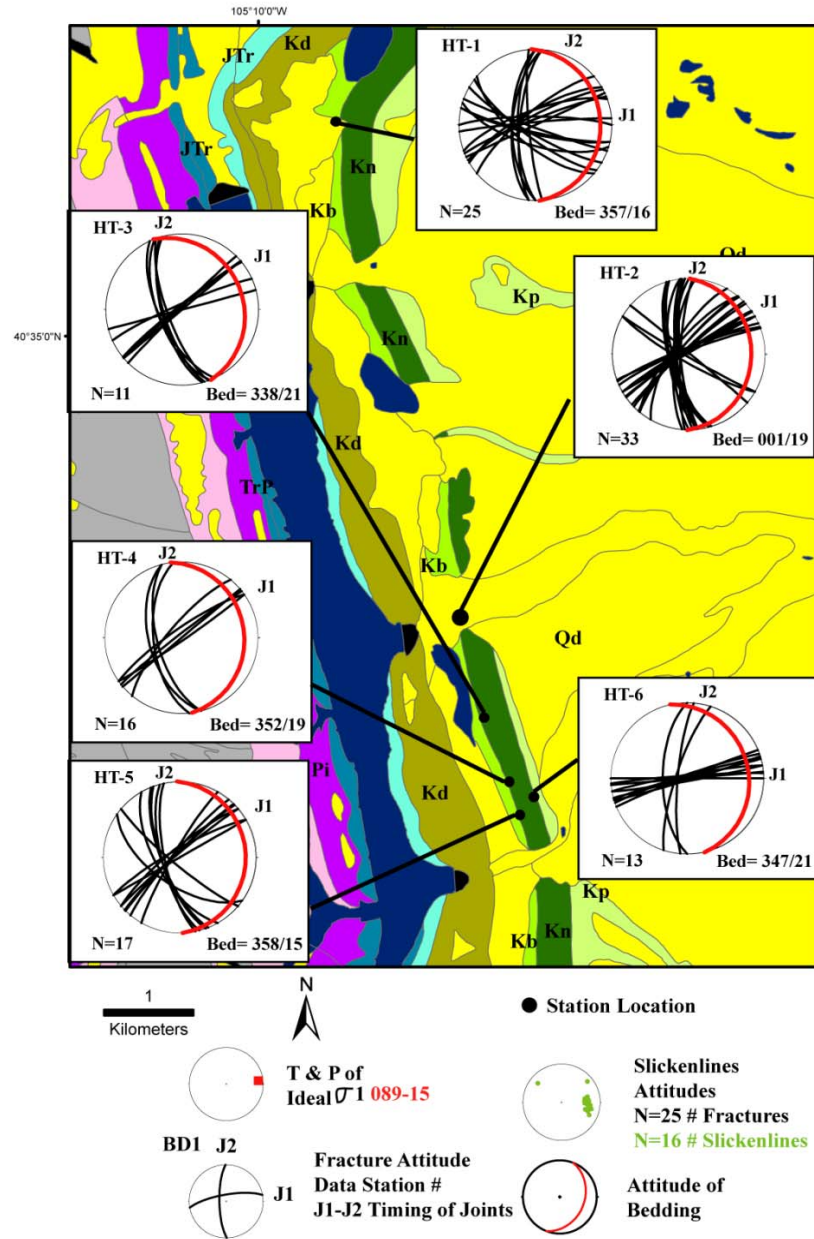 105°10'0"W
JTr
Kd
HT-1
J2
J1
N=25
Bed= 357/16
JTr
Kn
Kb
HT-3
J2
J1
N=11
Bed= 338/21
Kp
HT-2
J2
J1
N=33
Bed= 001/19
40°35'0"N
Kn
Kd
TrP
Kb
HT-4
J2
J1
N=16
Bed= 352/19
Qd
HT-6
J2
J1
N=13
Bed= 347/21
HT-5
J2
J1
N=17
Bed= 358/15
Pi
Kd
Kp
Kb
Kn
1
Kilometers
N
Station Location
T & P of
Ideal σ1 089-15
Slickenlines
Attitudes
N=25 # Fractures
N=16 # Slickenlines
BD1
J2
J1
Fracture Attitude
Data Station #
J1-J2 Timing of Joints
Attitude of
Bedding